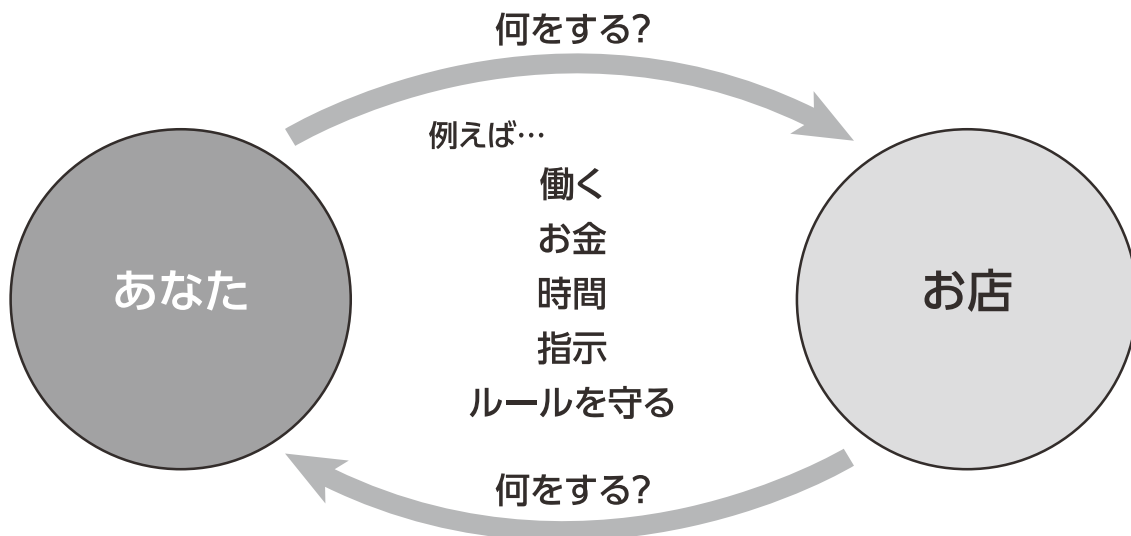 何をする?
例えば…
働く
お金
時間
指示
ルールを守る
あなた
お店
何をする?